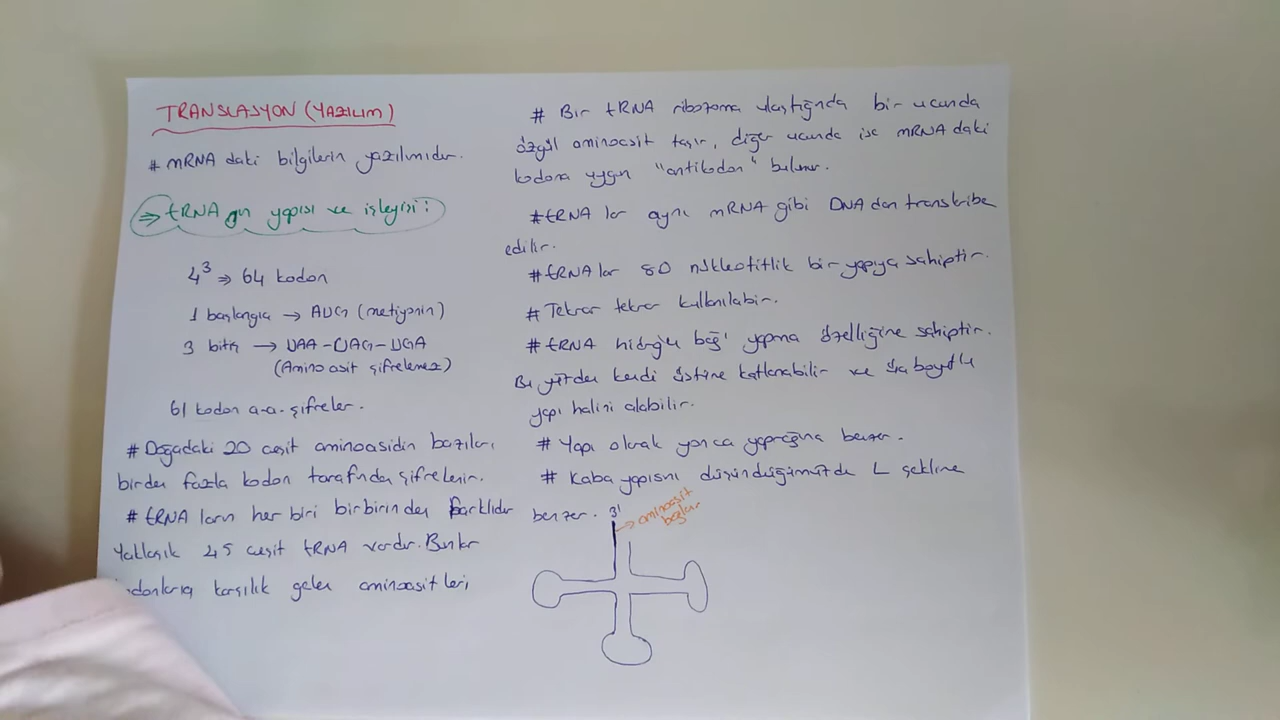 TRANSLASYON (YAZILIM)
# mRNA daki bilgilerin yazılımıdır.
⇒ tRNA nın yapısı ve işleyişi:
4³ ⇒ 64 kodon
1 başlangıç → AUG (metiyonin)
3 bitiş → UAA-UAG-UGA
(Amino asit şifrelemez)
61 kodon a.a. şifreler.
# Doğadaki 20 çeşit aminoasidin bazıları
birden fazla kodon tarafından şifrelenir.
# tRNA ların her biri birbirinden farklıdır
Yaklaşık 45 çeşit tRNA vardır. Bunlar
karşılık gelen aminoasitleri
# Bir tRNA ribozoma ulaştığında bir ucunda
özgül aminoasit taşır, diğer ucunda ise mRNA daki
kodona uygun "antikodon" bulunur.
# tRNA lar aynı mRNA gibi DNA dan transkribe
edilir.
# tRNA lar 80 nükleotitlik bir yapıya sahiptir.
# Tekrar tekrar kullanılabilir.
# tRNA hidrojen bağı yapma özelliğine sahiptir.
Bu yüzden kendi üstüne katlanabilir ve üç boyutlu
yapı halini alabilir.
# Yapı olarak yonca yaprağına benzer.
# Kaba yapısını düşündüğümüzde L şekline
benzer.
3'
→ aminoasit
bağlanır